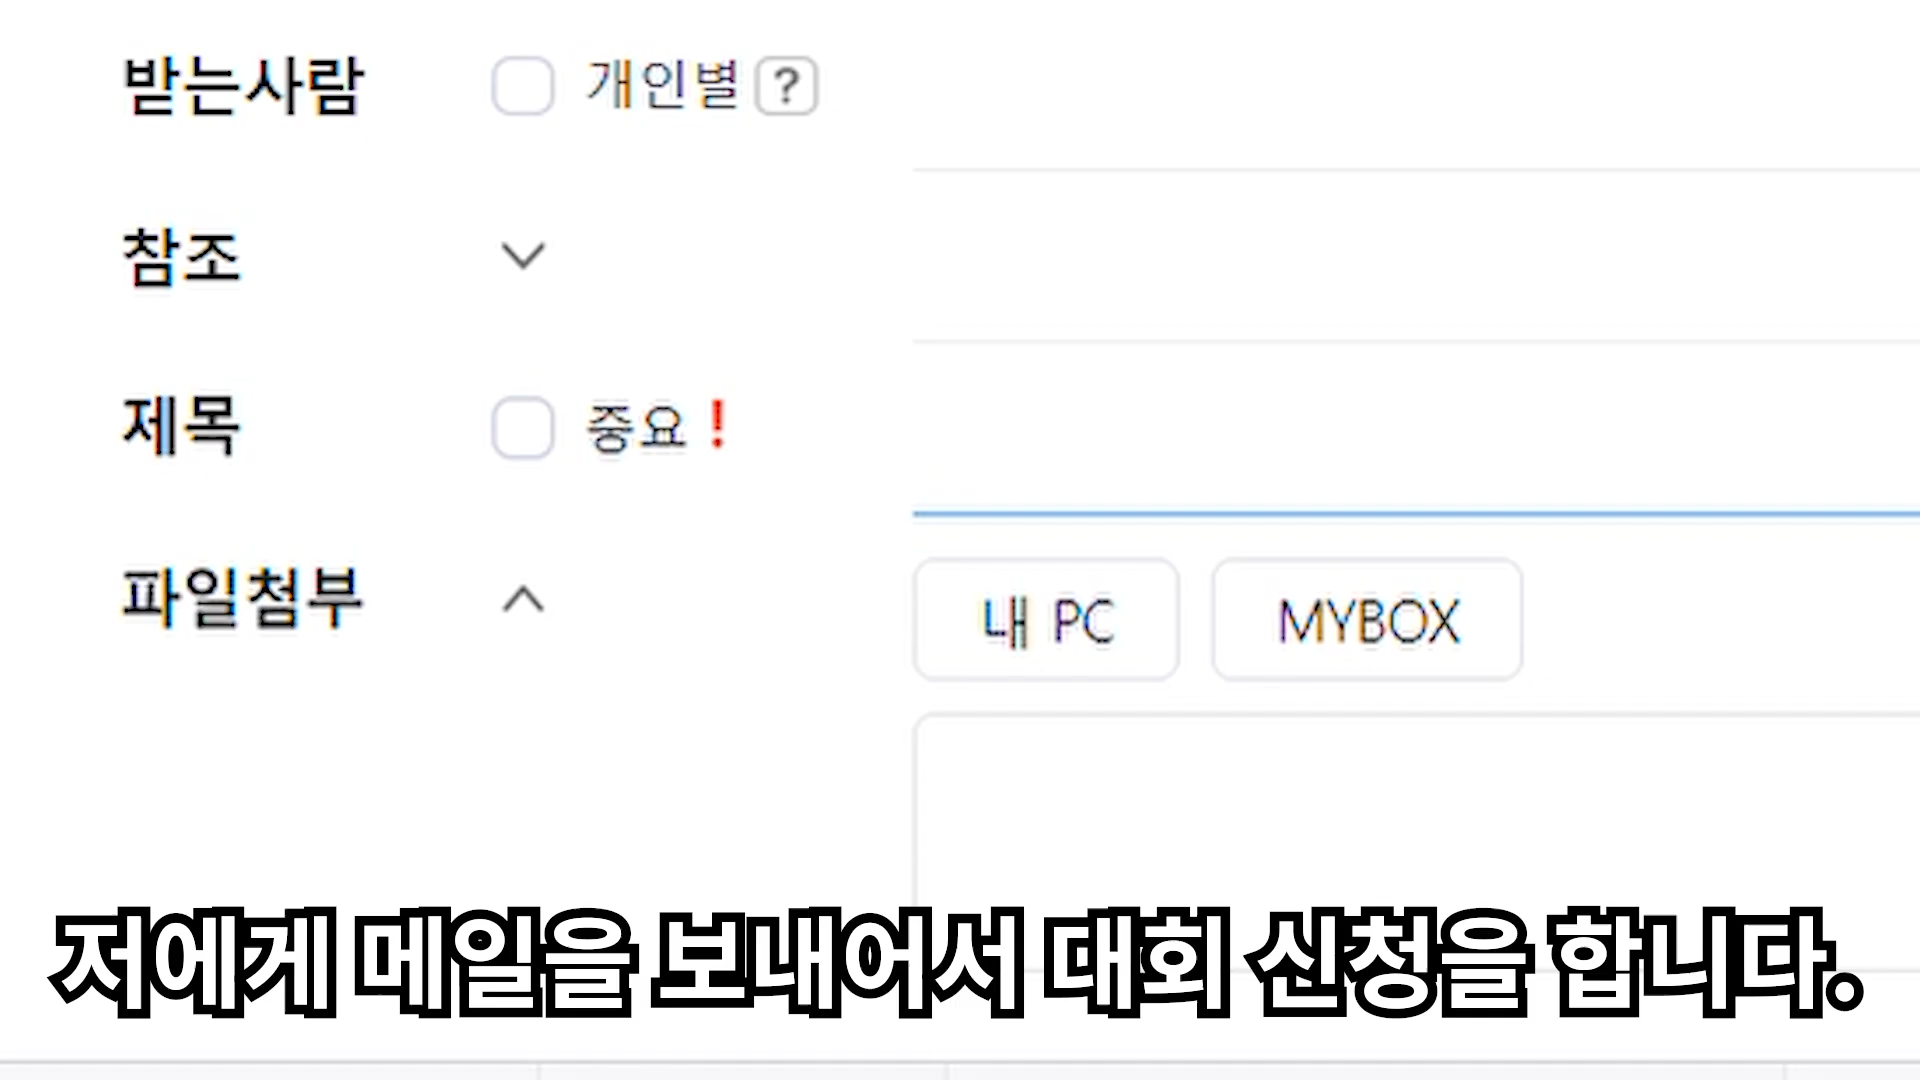 받는사람 개인별 ?
참조
제목 중요 !
파일첨부 내 PC MYBOX
저에게 메일을 보내어서 대회 신청을 합니다.